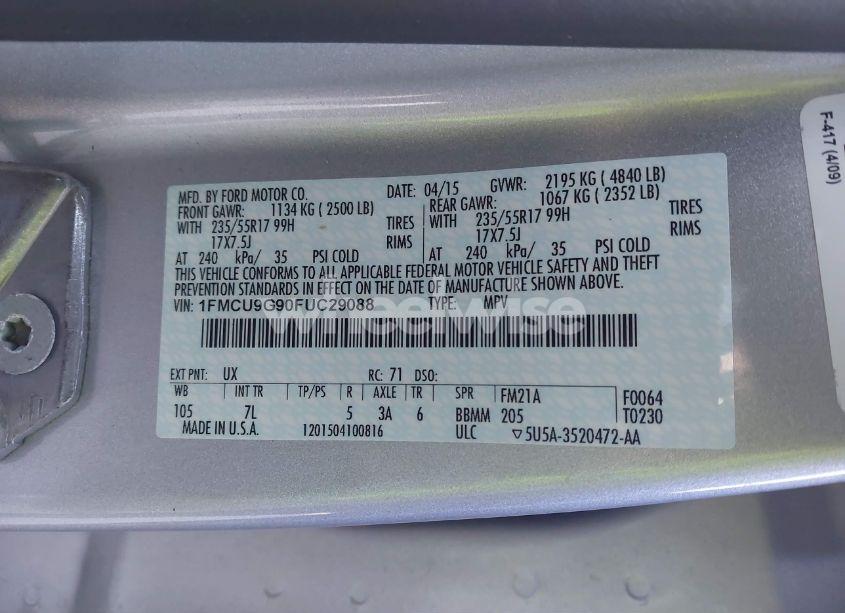 MFD. BY FORD MOTOR CO. DATE: 04/15 GVWR: 2195 KG ( 4840 LB)
FRONT GAWR: 1134 KG ( 2500 LB) REAR GAWR: 1067 KG ( 2352 LB)
WITH 235/55R17 99H TIRES WITH 235/55R17 99H TIRES
17X7.5J RIMS 17X7.5J RIMS
AT 240 kPa/ 35 PSI COLD AT 240 kPa/ 35 PSI COLD
THIS VEHICLE CONFORMS TO ALL APPLICABLE FEDERAL MOTOR VEHICLE SAFETY AND THEFT
PREVENTION STANDARDS IN EFFECT ON THE DATE OF MANUFACTURE SHOWN ABOVE.
VIN: 1FMCU9G90FUC29088 TYPE: MPV
wheelwise
EXT PNT: UX RC: 71 DSO:
WB INT TR TP/PS R AXLE TR SPR FM21A F0064
105 7L 5 3A 6 BBMM 205 T0230
MADE IN U.S.A. 1201504100816 ULC ▽5U5A-3520472-AA
F-417 (4/09)